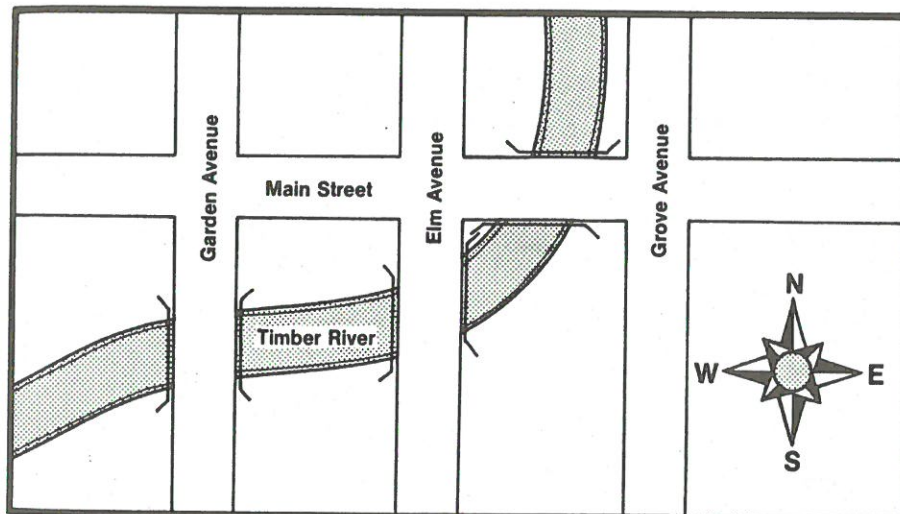 Garden Avenue
Main Street
Elm Avenue
Grove Avenue
Timber River
N
W
E
S